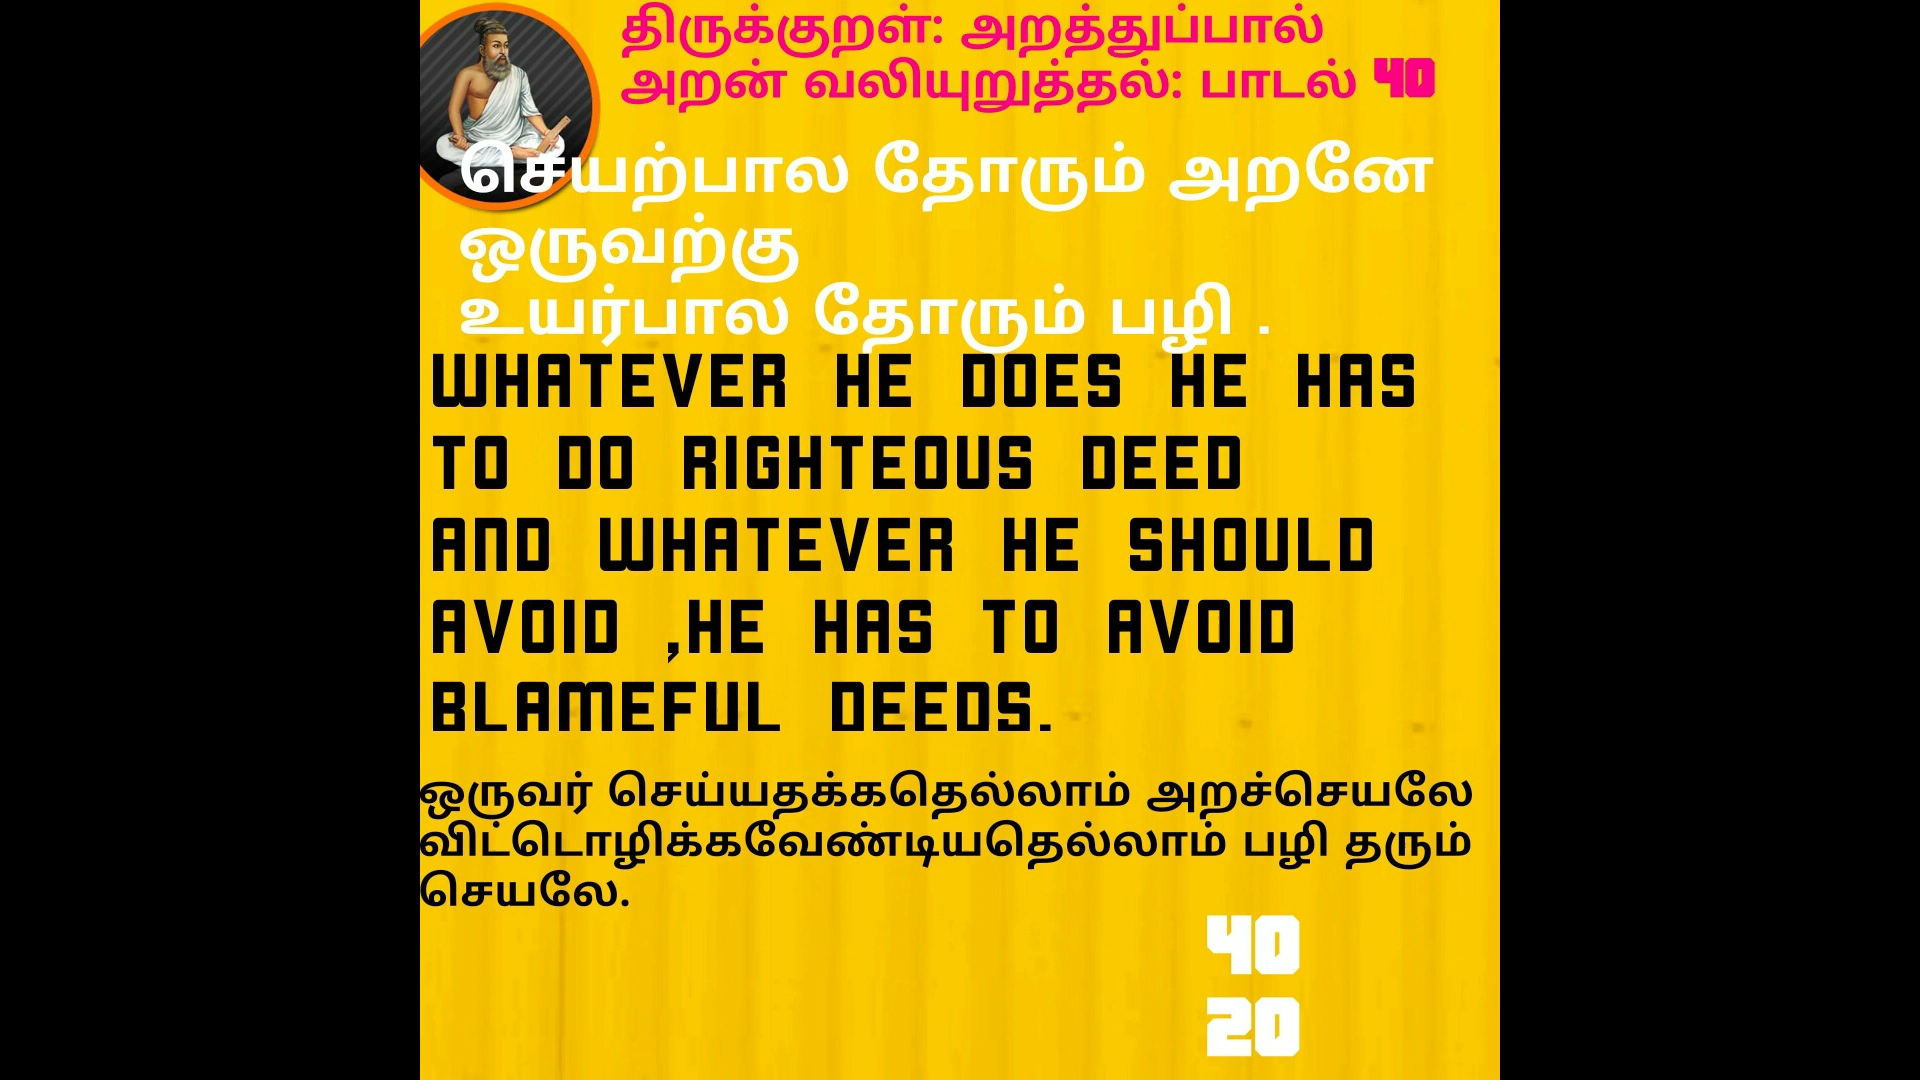 திருக்குறள்: அறத்துப்பால்
அறன் வலியுறுத்தல்: பாடல் 40
செயற்பால தோரும் அறனே
ஒருவற்கு
உயர்பால தோரும் பழி .
WHATEVER HE DOES HE HAS
TO DO RIGHTEOUS DEED
AND WHATEVER HE SHOULD
AVOID ,HE HAS TO AVOID
BLAMEFUL DEEDS.
ஒருவர் செய்யதக்கதெல்லாம் அறச்செயலே
விட்டொழிக்கவேண்டியதெல்லாம் பழி தரும்
செயலே.
40
20